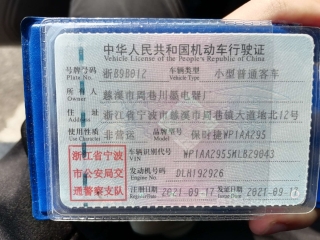 中华人民共和国机动车行驶证
Vehicle License of the People's Republic of China
号牌号码 浙B9B01Z 车辆类型 小型普通客车
Plate No. Vehicle Type
所有人 慈溪市周巷川墨电器厂
Owner
住址 浙江省宁波市慈溪市周巷镇大道地北12号
Address
使用性质 非营运 品牌型号 保时捷WP1AA295
Use Character Model
浙江省宁波 车辆识别代号 WP1AA2955MLB29043
VIN
市公安局交 发动机号码 DLH1929Z6
Engine No.
通警察支队 注册日期 2021-09-17 发证日期 2021-09-17
Register Date Issue Date